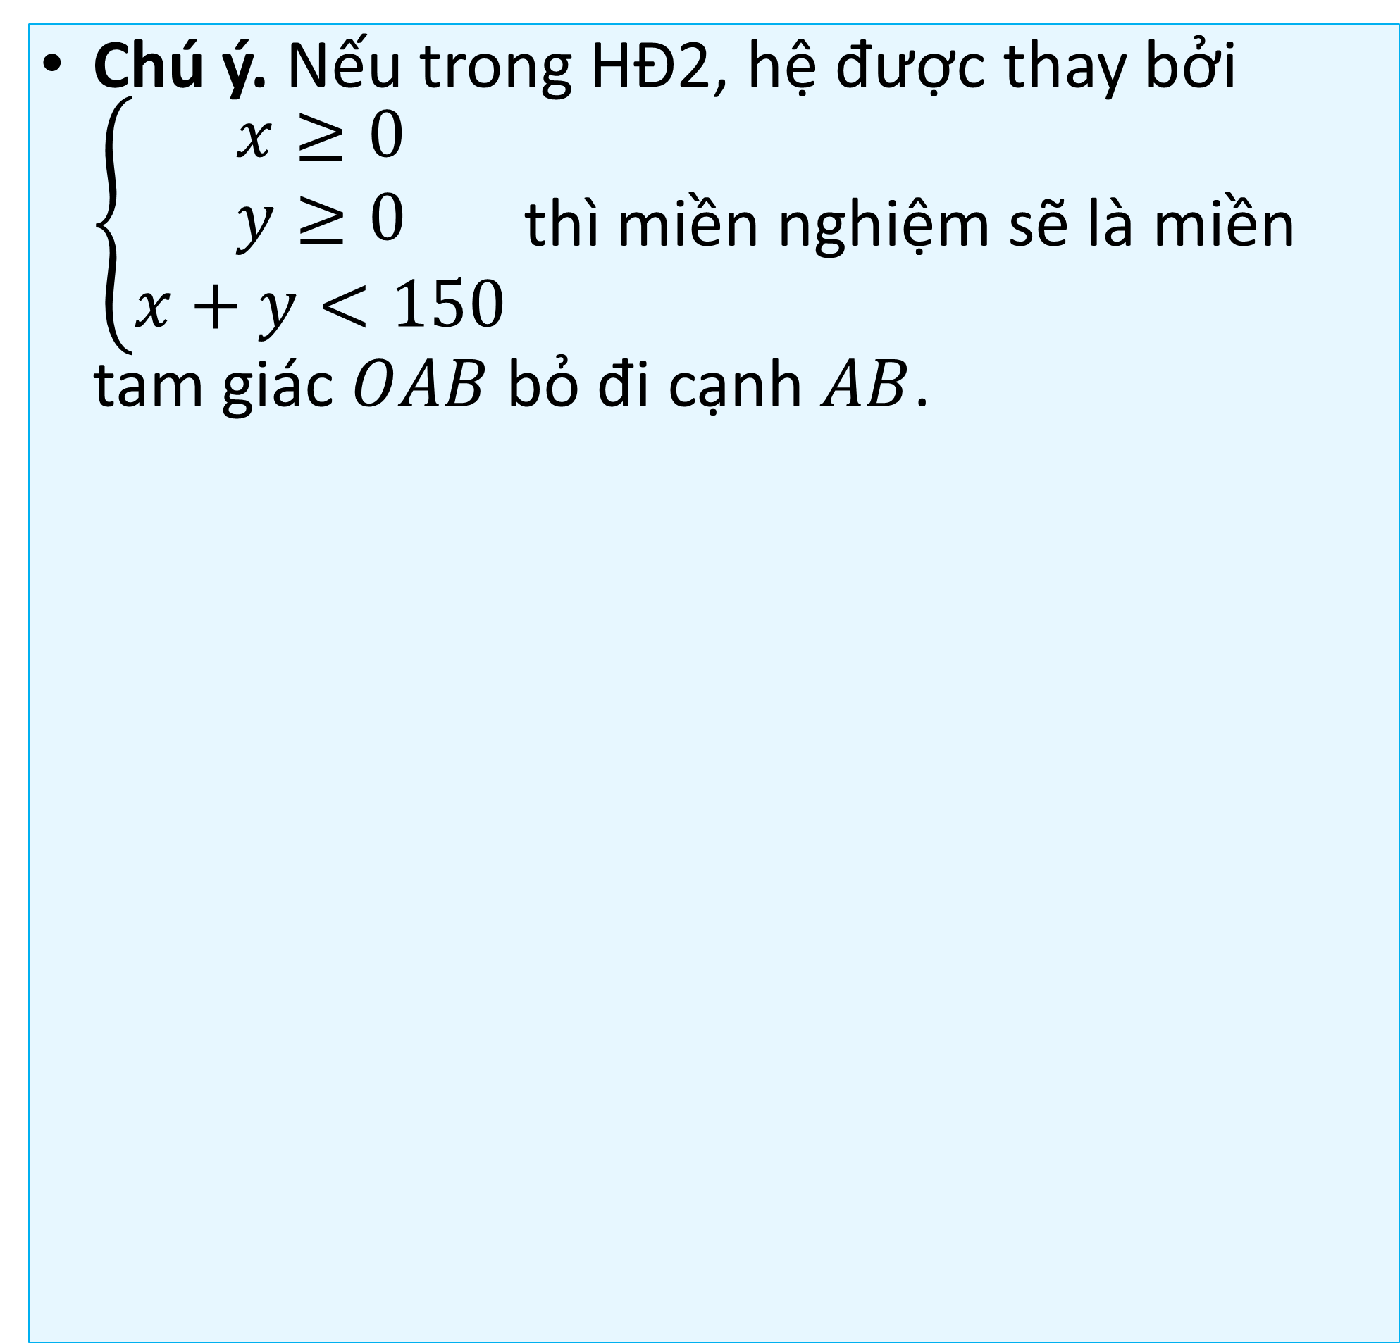 • Chú ý. Nếu trong HĐ2, hệ được thay bởi
x ≥ 0
y ≥ 0 thì miền nghiệm sẽ là miền
x + y < 150
tam giác OAB bỏ đi cạnh AB.